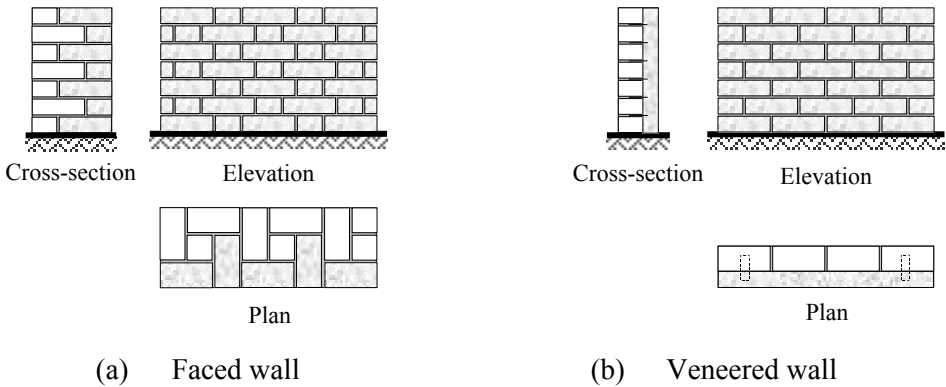 Cross-section
Elevation
Plan
(a) Faced wall
Cross-section
Elevation
Plan
(b) Veneered wall